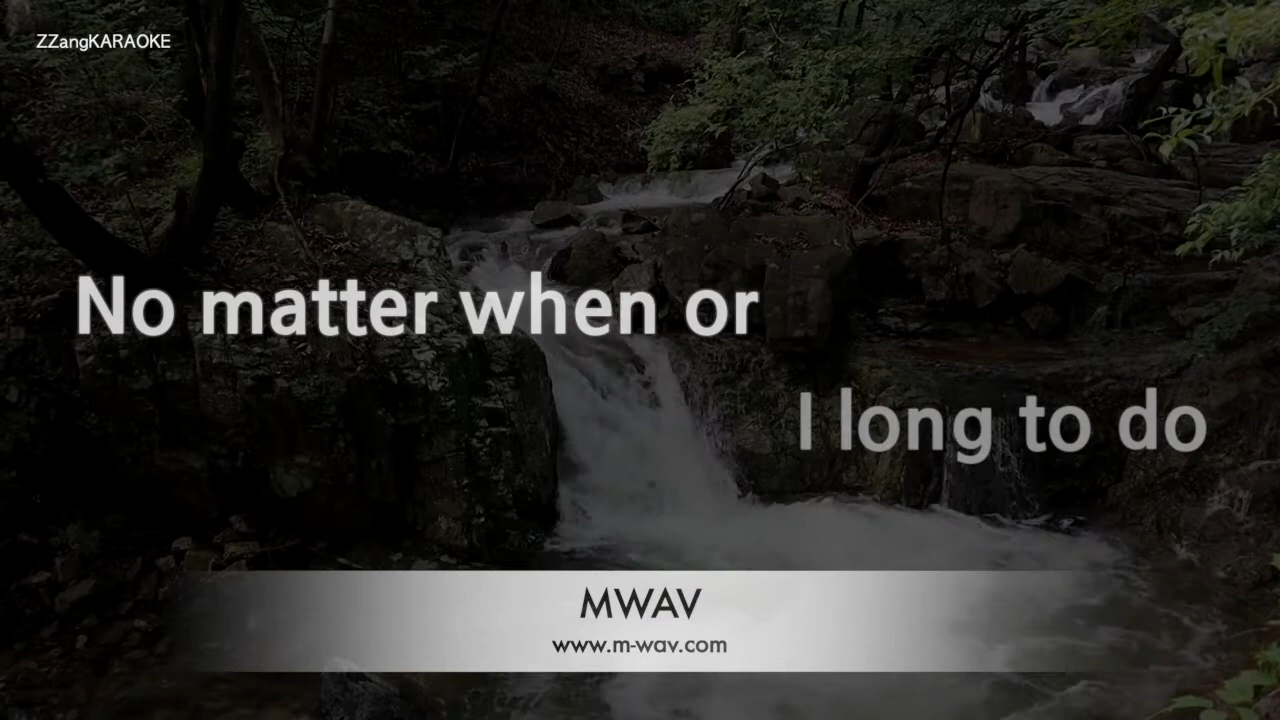 ZZangKARAOKE
No matter when or
I long to do
MWAV
www.m-wav.com